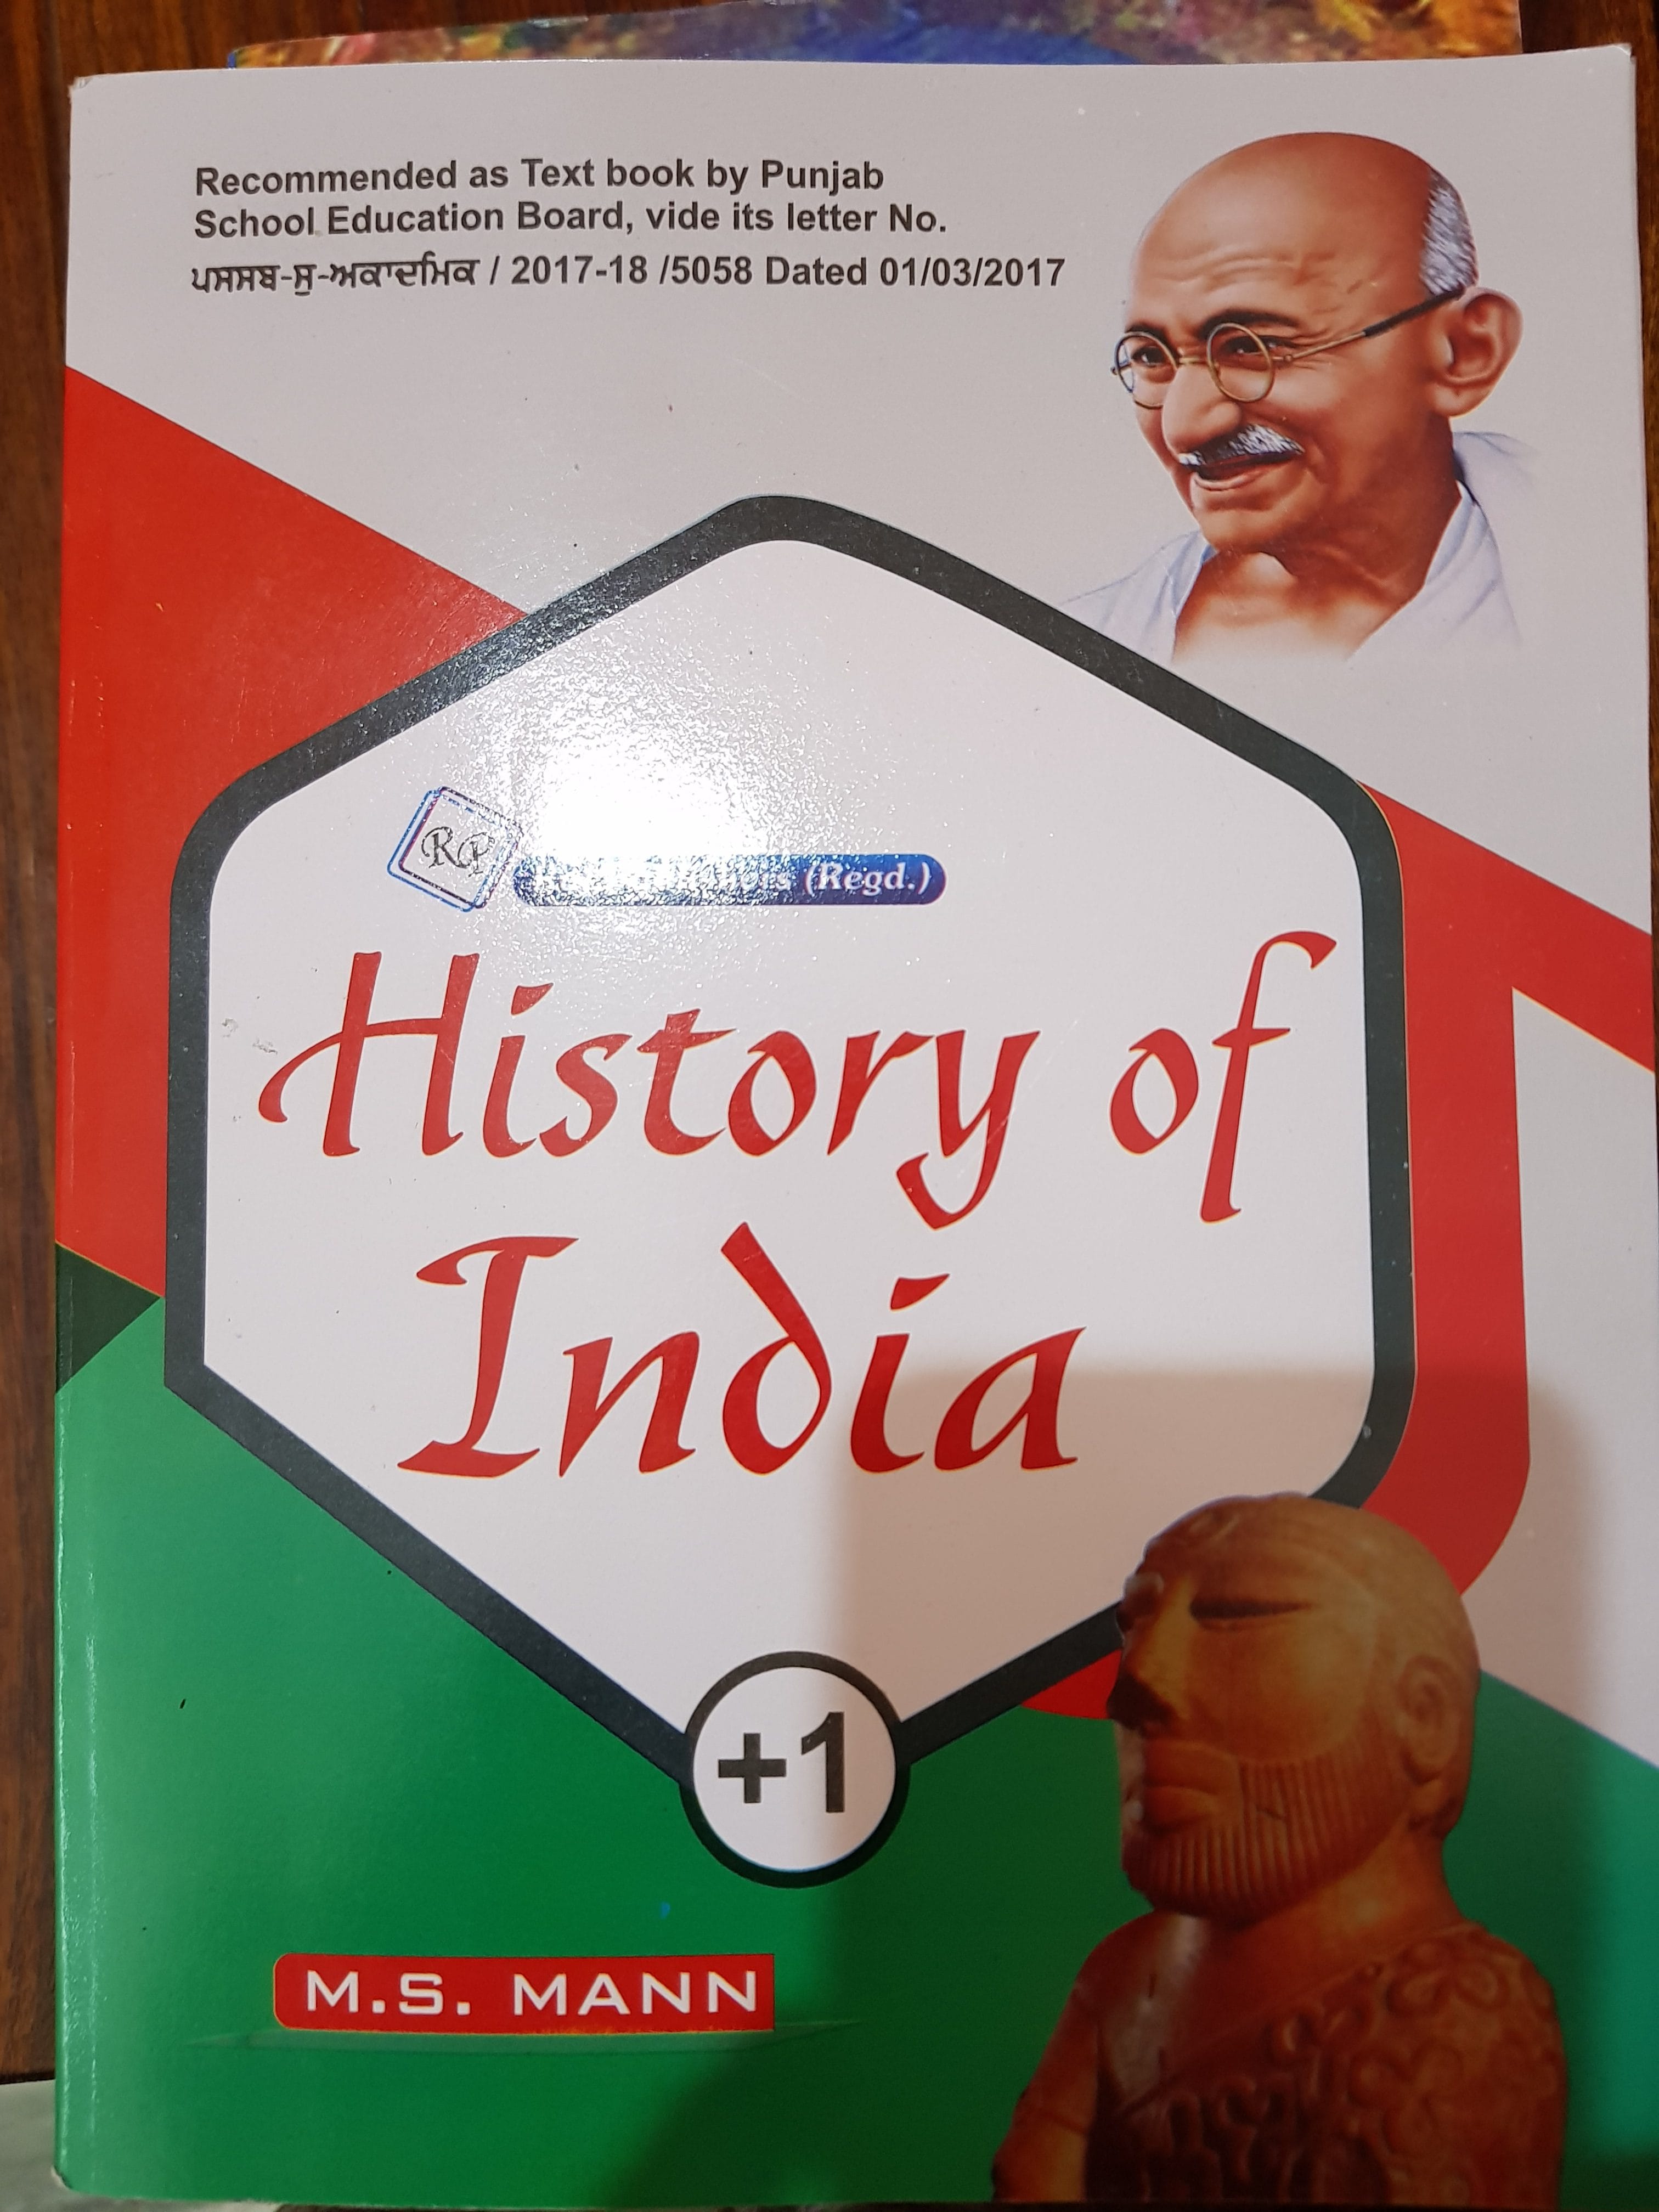 Recommended as Text book by Punjab
School Education Board, vide its letter No.
ਪਸਸਬ-ਸੁ-ਅਕਾਦਮਿਕ / 2017-18 /5058 Dated 01/03/2017
RP
(Regd.)
History of
India
+1
M.S. MANN